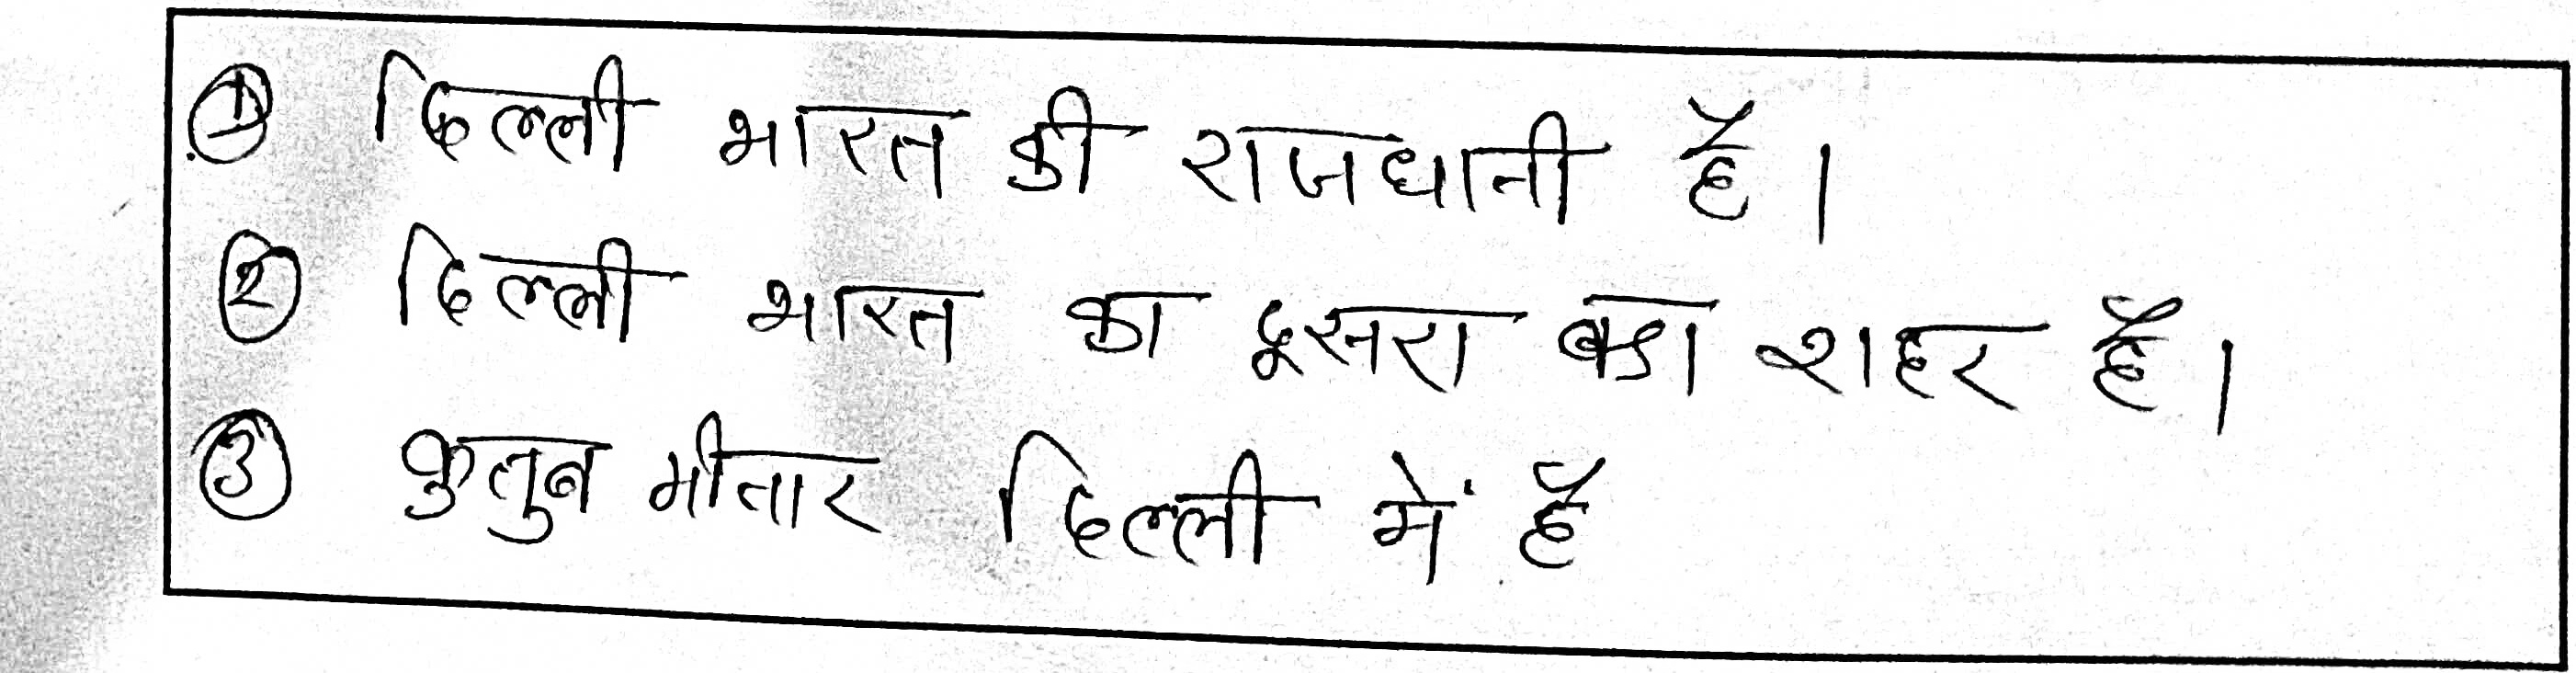 ① दिल्ली भारत की राजधानी है।
② दिल्ली भारत का दूसरा बडा शहर है।
③ कुतुब मीनार दिल्ली में है